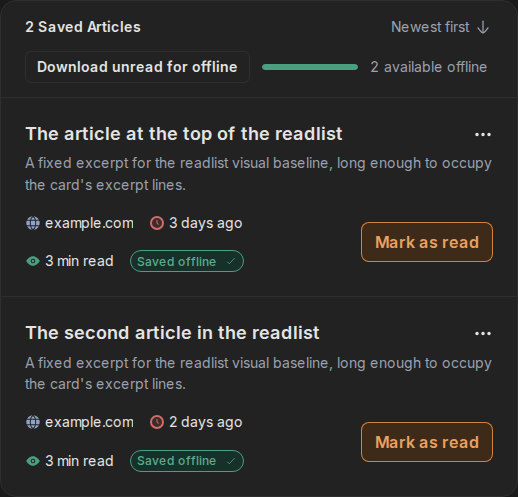 2 Saved Articles
Newest first
Download unread for offline
2 available offline
The article at the top of the readlist
A fixed excerpt for the readlist visual baseline, long enough to occupy
the card's excerpt lines.
example.com
3 days ago
3 min read
Saved offline
Mark as read
The second article in the readlist
A fixed excerpt for the readlist visual baseline, long enough to occupy
the card's excerpt lines.
example.com
2 days ago
3 min read
Saved offline
Mark as read